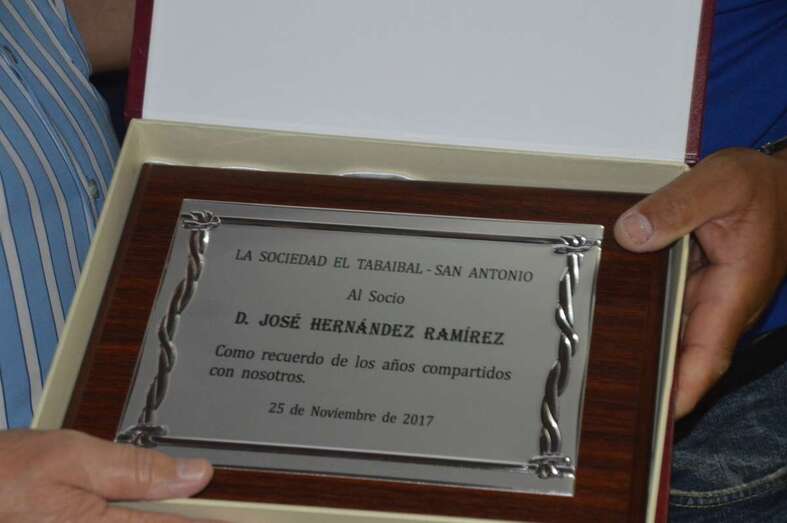 LA SOCIEDAD EL TABAIBAL - SAN ANTONIO
Al Socio
D. JOSÉ HERNÁNDEZ RAMÍREZ
Como recuerdo de los años compartidos
con nosotros.
25 de Noviembre de 2017